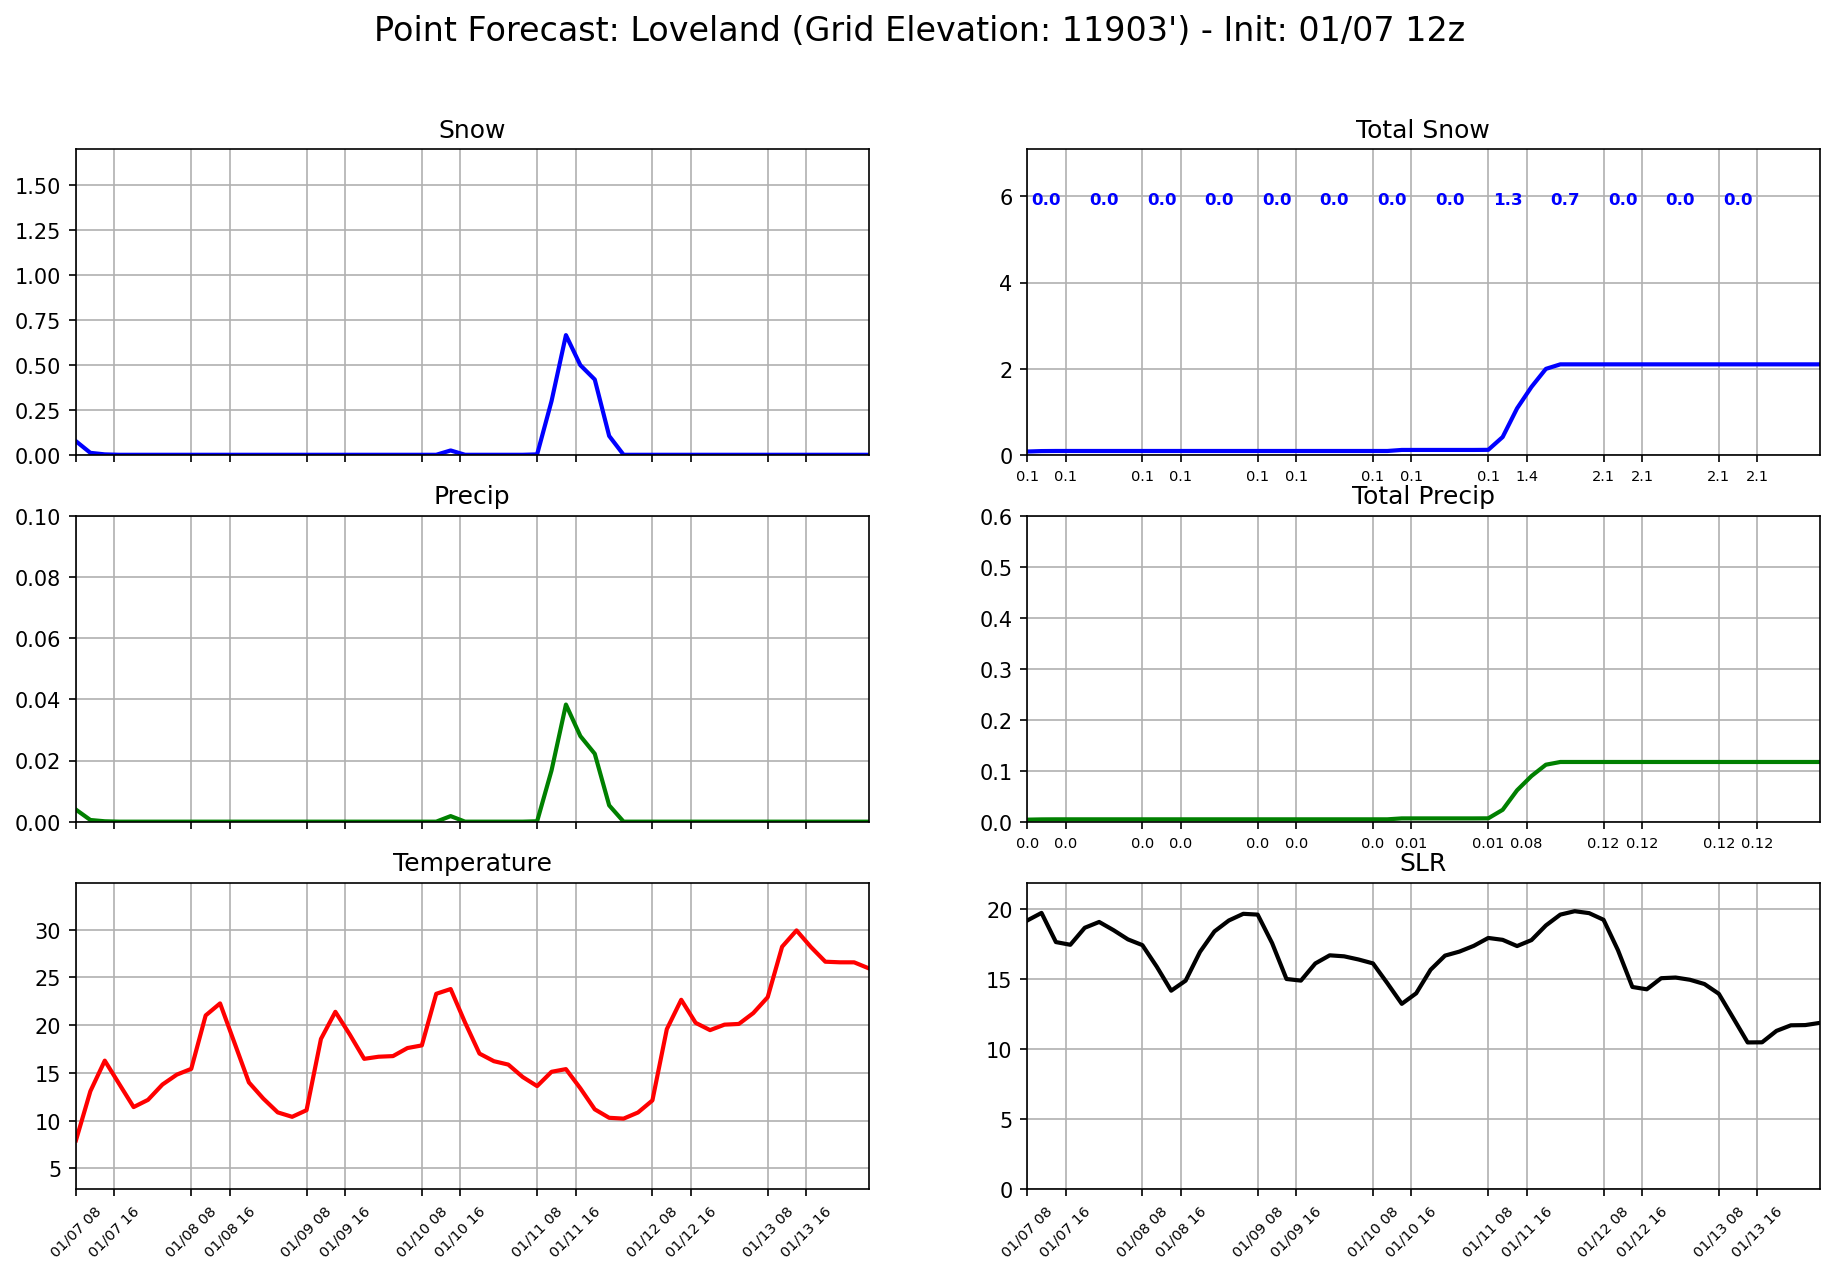 Point Forecast: Loveland (Grid Elevation: 11903') - Init: 01/07 12z
Snow
1.50
1.25
1.00
0.75
0.50
0.25
0.00
Total Snow
0.0 0.0 0.0 0.0 0.0 0.0 0.0 0.0 1.3 0.7 0.0 0.0 0.0
6
4
2
0
0.1 0.1 0.1 0.1 0.1 0.1 0.1 0.1 0.1 1.4 2.1 2.1 2.1 2.1
Precip
0.10
0.08
0.06
0.04
0.02
0.00
Total Precip
0.6
0.5
0.4
0.3
0.2
0.1
0.0
0.0 0.0 0.0 0.0 0.0 0.0 0.0 0.01 0.01 0.08 0.12 0.12 0.12 0.12
Temperature
30
25
20
15
10
5
01/07 08 01/07 16 01/08 08 01/08 16 01/09 08 01/09 16 01/10 08 01/10 16 01/11 08 01/11 16 01/12 08 01/12 16 01/13 08 01/13 16
SLR
20
15
10
5
0
01/07 08 01/07 16 01/08 08 01/08 16 01/09 08 01/09 16 01/10 08 01/10 16 01/11 08 01/11 16 01/12 08 01/12 16 01/13 08 01/13 16